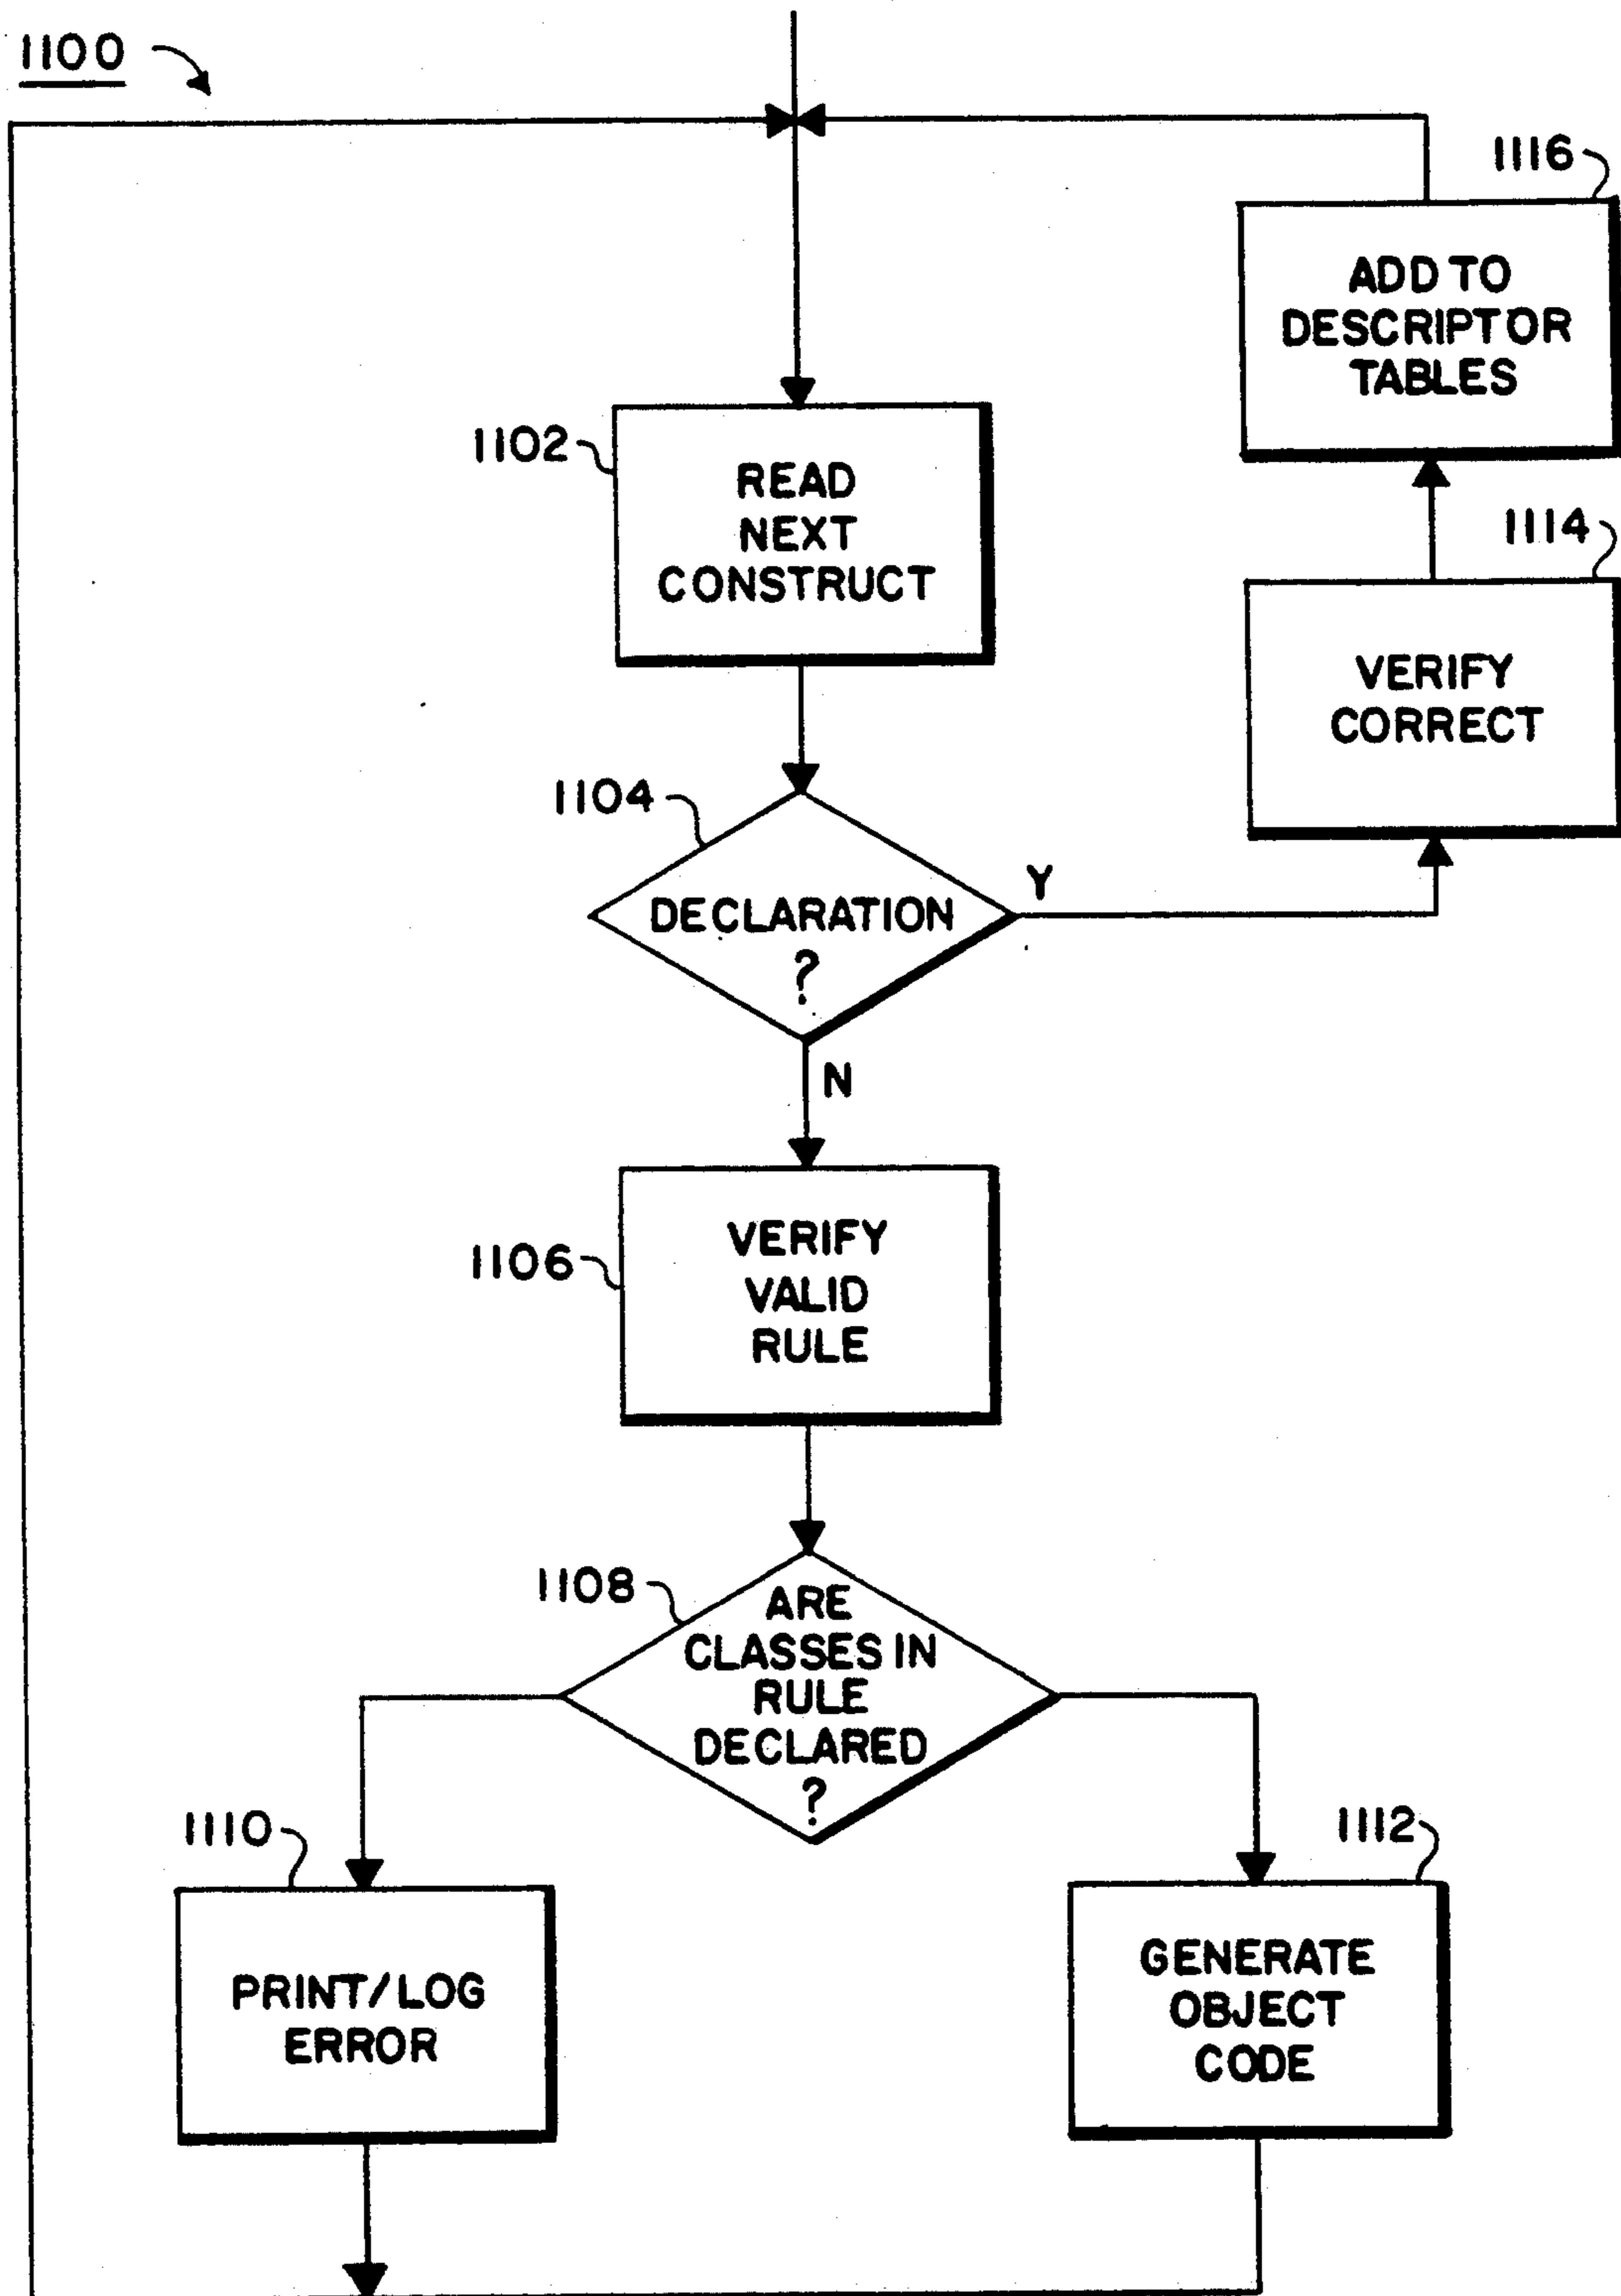 1100
1116
ADD TO
DESCRIPTOR
TABLES
1102
READ
NEXT
CONSTRUCT
1114
VERIFY
CORRECT
1104
DECLARATION
?
Y
N
1106
VERIFY
VALID
RULE
1108
ARE
CLASSES IN
RULE
DECLARED
?
1110
PRINT/LOG
ERROR
1112
GENERATE
OBJECT
CODE